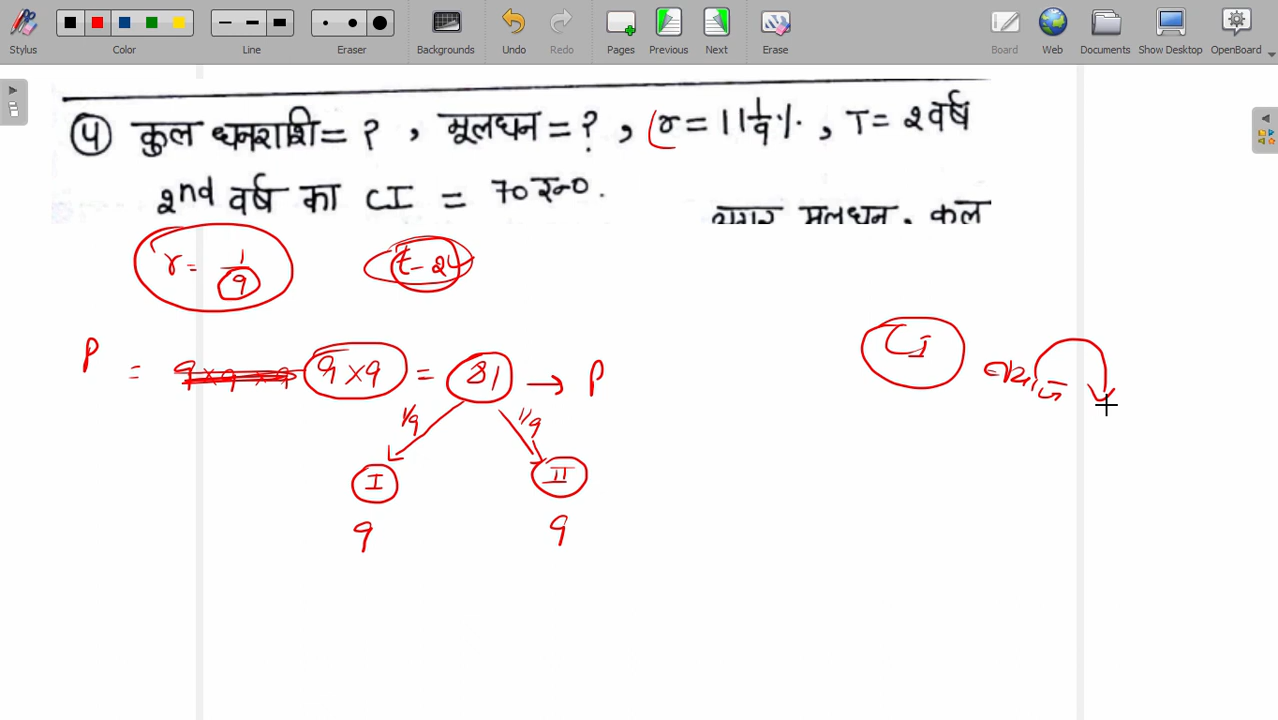 Stylus
Color
Line
Eraser
Backgrounds
Undo
Redo
Pages
Previous
Next
Erase
Board
Web
Documents
Show Desktop
OpenBoard
④ कुल धनराशि = ? , मूलधन = ? , r = 11 1/9 % , T = 2 वर्ष
2nd वर्ष का CI = 70 रू०.
मूलधन, कुल
r = 1/9
P = 9×9 = 81 → P
CI
ब्याज
1/9 1/9
I II
9 9